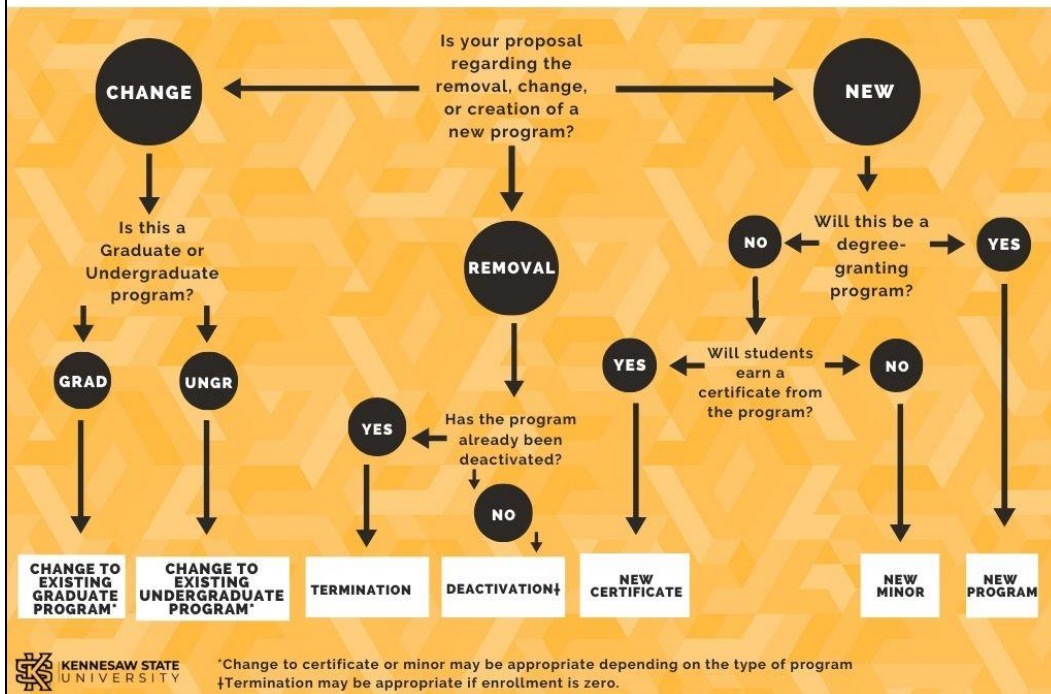 Is your proposal
regarding the
removal, change,
or creation of a
new program?
CHANGE
NEW
Is this a
Graduate or
Undergraduate
program?
REMOVAL
NO
Will this be a
degree-
granting
program?
YES
GRAD
UNGR
YES
Will students
earn a
certificate from
the program?
NO
YES
Has the program
already been
deactivated?
NO
CHANGE TO
EXISTING
GRADUATE
PROGRAM*
CHANGE TO
EXISTING
UNDERGRADUATE
PROGRAM*
TERMINATION
DEACTIVATIONƗ
NEW
CERTIFICATE
NEW
MINOR
NEW
PROGRAM
KS
KENNESAW STATE
UNIVERSITY
*Change to certificate or minor may be appropriate depending on the type of program
ƗTermination may be appropriate if enrollment is zero.